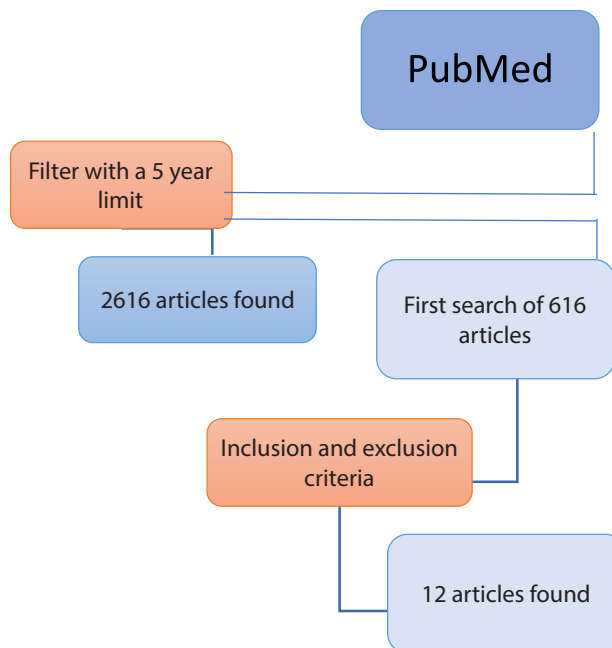 PubMed
Filter with a 5 year
limit
2616 articles found
First search of 616
articles
Inclusion and exclusion
criteria
12 articles found